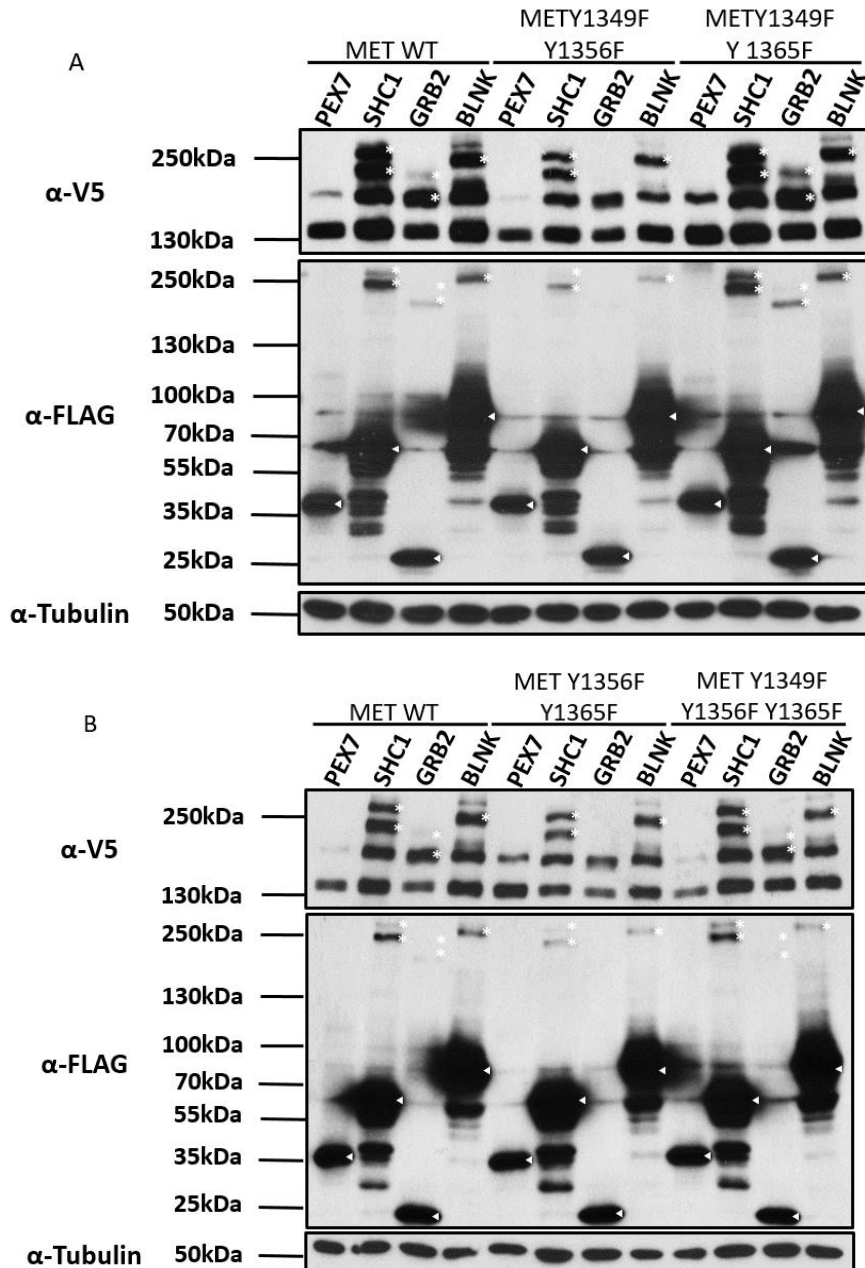 A
MET WT
METY1349F
Y1356F
METY1349F
Y 1365F
PEX7 SHC1 GRB2 BLNK PEX7 SHC1 GRB2 BLNK PEX7 SHC1 GRB2 BLNK
α-V5
250kDa
130kDa
α-FLAG
250kDa
130kDa
100kDa
70kDa
55kDa
35kDa
25kDa
α-Tubulin 50kDa
B
MET WT
MET Y1356F
Y1365F
MET Y1349F
Y1356F Y1365F
PEX7 SHC1 GRB2 BLNK PEX7 SHC1 GRB2 BLNK PEX7 SHC1 GRB2 BLNK
α-V5
250kDa
130kDa
α-FLAG
250kDa
130kDa
100kDa
70kDa
55kDa
35kDa
25kDa
α-Tubulin 50kDa